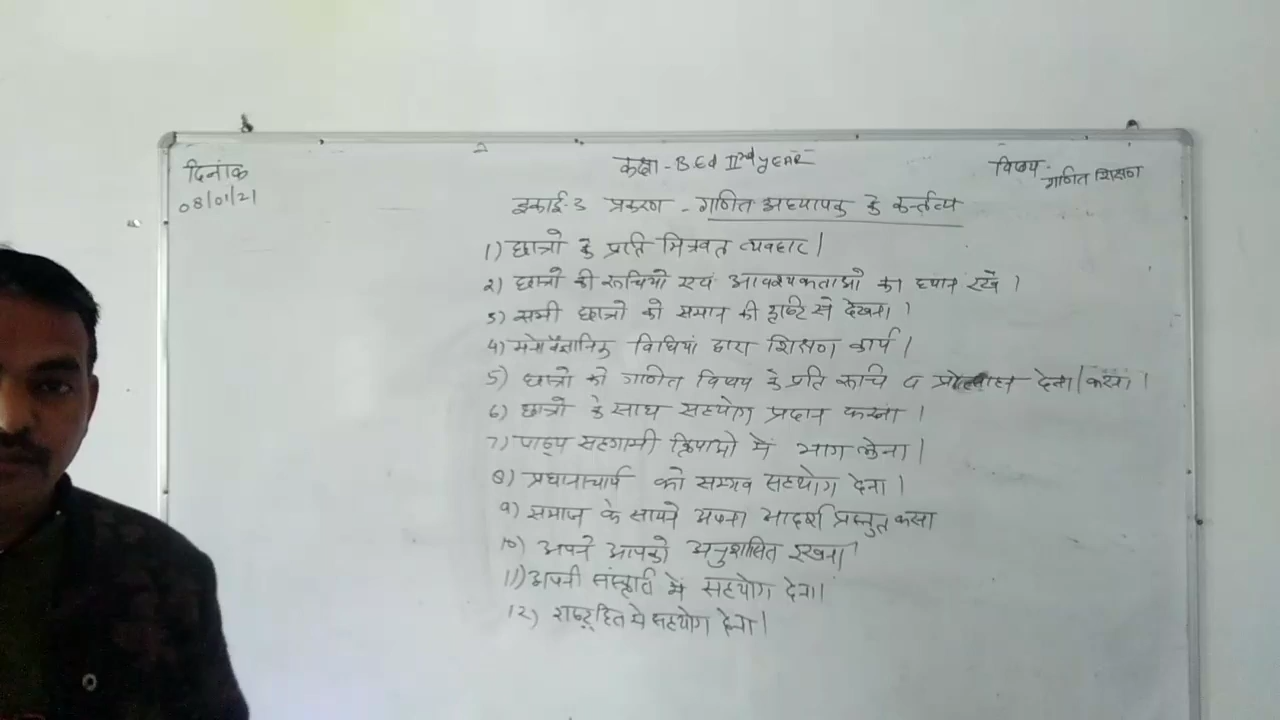 दिनांक
08/01/21
कक्षा - B.Ed IInd YEAR
विषय - गणित शिक्षण
इकाई-3 प्रकरण - गणित अध्यापक के कर्त्तव्य
1) छात्रो के प्रति मित्रवत व्यवहार।
2) छात्रो की रूचियो एवं आवश्यकताओ का ध्यान रखें।
3) सभी छात्रो को समान की दृष्टि से देखना।
4) मनोवैज्ञानिक विधियां द्वारा शिक्षण कार्य।
5) छात्रो को गणित विषय के प्रति रूचि व प्रोत्साहन देना/करना।
6) छात्रो के साथ सहयोग प्रदान करना।
7) पाठ्य सहगामी क्रियाओ में भाग लेना।
8) प्रधानाचार्य को सम्भव सहयोग देना।
9) समाज के सामने अपना आदर्श प्रस्तुत करना
10) अपने आपको अनुशासित रखना।
11) अपनी संस्कृति में सहयोग देना।
12) राष्ट्रहित मे सहयोग देना।